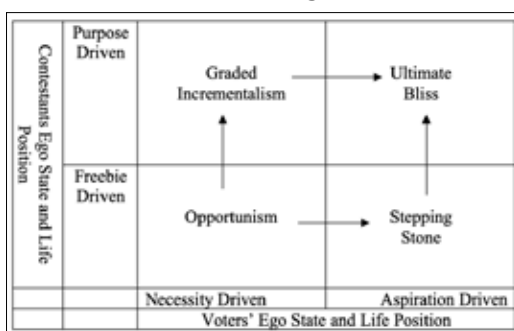 Contestants Ego State and Life
Position
Purpose
Driven
Graded
Incrementalism
Ultimate
Bliss
Freebie
Driven
Opportunism
Stepping
Stone
Necessity Driven
Aspiration Driven
Voters' Ego State and Life Position